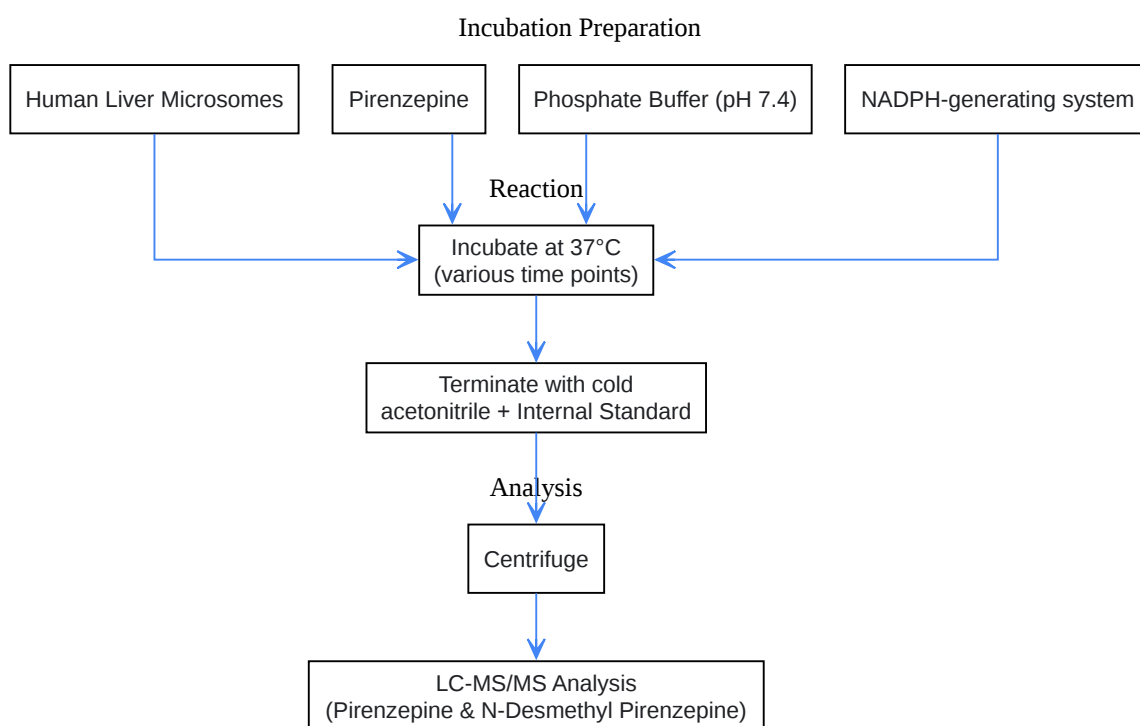 Incubation Preparation
Human Liver Microsomes
Pirenzepine
Phosphate Buffer (pH 7.4)
NADPH-generating system
Reaction
Incubate at 37°C
(various time points)
Terminate with cold
acetonitrile + Internal Standard
Analysis
Centrifuge
LC-MS/MS Analysis
(Pirenzepine & N-Desmethyl Pirenzepine)